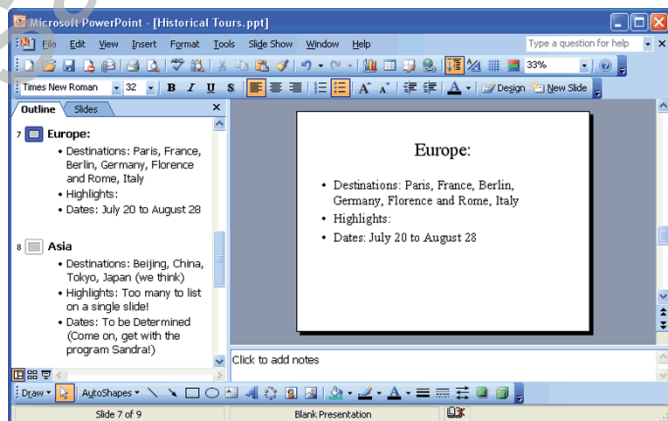 Microsoft PowerPoint - [Historical Tours.ppt]
File Edit View Insert Format Tools Slide Show Window Help Type a question for help
33%
Times New Roman 32 B I U S A A A Design New Slide
Outline Slides
7 Europe:
• Destinations: Paris, France,
Berlin, Germany, Florence
and Rome, Italy
• Highlights:
• Dates: July 20 to August 28
8 Asia
• Destinations: Beijing, China,
Tokyo, Japan (we think)
• Highlights: Too many to list
on a single slide!
• Dates: To be Determined
(Come on, get with the
program Sandra!)
Europe:
• Destinations: Paris, France, Berlin,
Germany, Florence and Rome, Italy
• Highlights:
• Dates: July 20 to August 28
Click to add notes
Draw AutoShapes
Slide 7 of 9 Blank Presentation